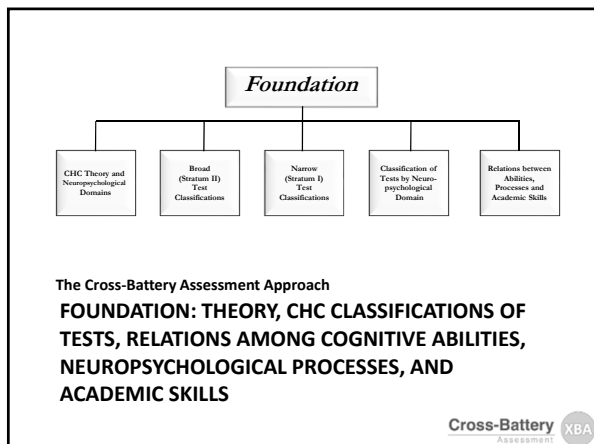 Foundation
CHC Theory and
Neuropsychological
Domains
Broad
(Stratum II)
Test
Classifications
Narrow
(Stratum I)
Test
Classifications
Classification of
Tests by Neuro-
psychological
Domain
Relations between
Abilities,
Processes and
Academic Skills
The Cross-Battery Assessment Approach
FOUNDATION: THEORY, CHC CLASSIFICATIONS OF
TESTS, RELATIONS AMONG COGNITIVE ABILITIES,
NEUROPSYCHOLOGICAL PROCESSES, AND
ACADEMIC SKILLS
Cross-Battery
Assessment
XBA